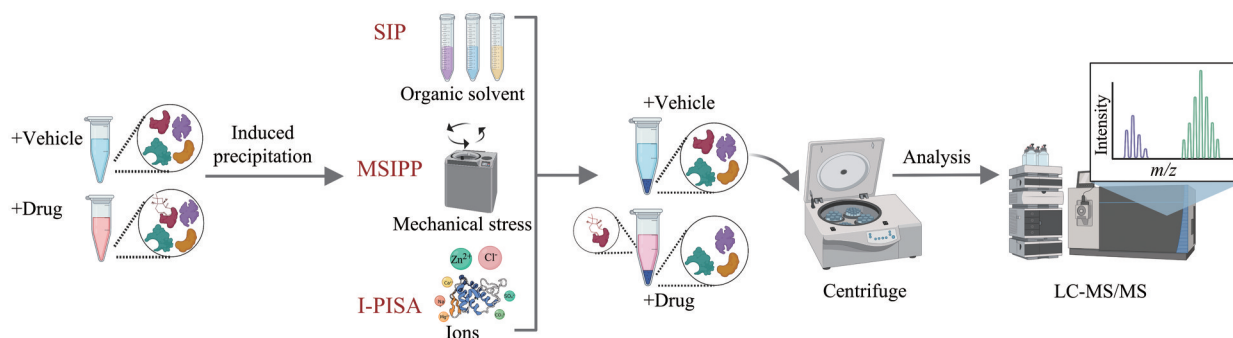 +Vehicle
+Drug
Induced
precipitation
SIP
Organic solvent
MSIPP
Mechanical stress
I-PISA
Zn²⁺
Cl⁻
Ions
+Vehicle
+Drug
Centrifuge
Analysis
Intensity
m/z
LC-MS/MS